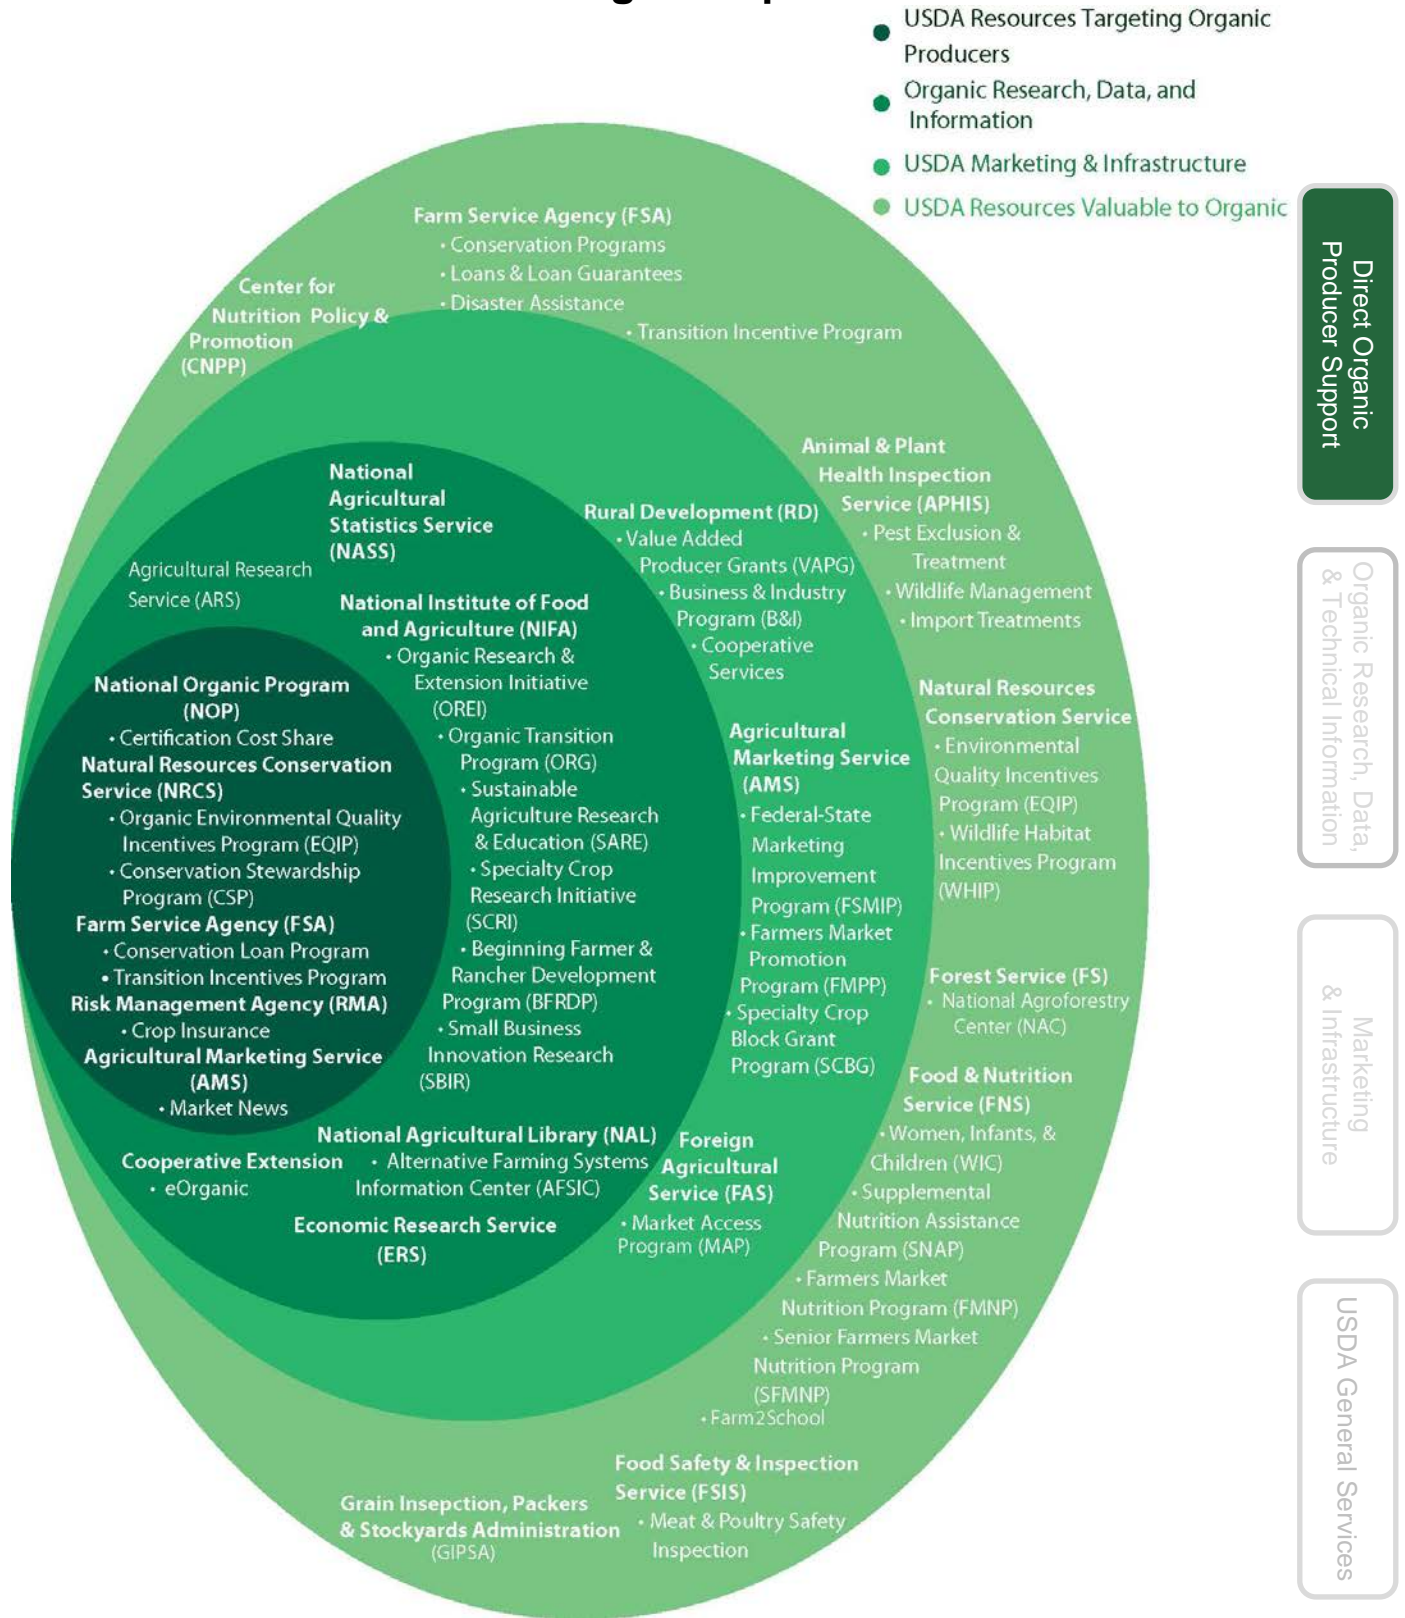 USDA Resources Targeting Organic
Producers
Organic Research, Data, and
Information
USDA Marketing & Infrastructure
USDA Resources Valuable to Organic
Farm Service Agency (FSA)
• Conservation Programs
• Loans & Loan Guarantees
• Disaster Assistance
• Transition Incentive Program
Center for
Nutrition Policy &
Promotion
(CNPP)
Animal & Plant
Health Inspection
Service (APHIS)
• Pest Exclusion &
Treatment
• Wildlife Management
• Import Treatments
Natural Resources
Conservation Service
• Environmental
Quality Incentives
Program (EQIP)
• Wildlife Habitat
Incentives Program
(WHIP)
Forest Service (FS)
• National Agroforestry
Center (NAC)
Food & Nutrition
Service (FNS)
• Women, Infants, &
Children (WIC)
• Supplemental
Nutrition Assistance
Program (SNAP)
• Farmers Market
Nutrition Program (FMNP)
• Senior Farmers Market
Nutrition Program
(SFMNP)
• Farm2School
Food Safety & Inspection
Service (FSIS)
• Meat & Poultry Safety
Inspection
Grain Insepction, Packers
& Stockyards Administration
(GIPSA)
Rural Development (RD)
• Value Added
Producer Grants (VAPG)
• Business & Industry
Program (B&I)
• Cooperative
Services
Agricultural
Marketing Service
(AMS)
• Federal-State
Marketing
Improvement
Program (FSMIP)
• Farmers Market
Promotion
Program (FMPP)
• Specialty Crop
Block Grant
Program (SCBG)
Foreign
Agricultural
Service (FAS)
• Market Access
Program (MAP)
National
Agricultural
Statistics Service
(NASS)
Agricultural Research
Service (ARS)
National Institute of Food
and Agriculture (NIFA)
• Organic Research &
Extension Initiative
(OREI)
• Organic Transition
Program (ORG)
• Sustainable
Agriculture Research
& Education (SARE)
• Specialty Crop
Research Initiative
(SCRI)
• Beginning Farmer &
Rancher Development
Program (BFRDP)
• Small Business
Innovation Research
(SBIR)
National Agricultural Library (NAL)
• Alternative Farming Systems
Information Center (AFSIC)
Cooperative Extension
• eOrganic
Economic Research Service
(ERS)
National Organic Program
(NOP)
• Certification Cost Share
Natural Resources Conservation
Service (NRCS)
• Organic Environmental Quality
Incentives Program (EQIP)
• Conservation Stewardship
Program (CSP)
Farm Service Agency (FSA)
• Conservation Loan Program
• Transition Incentives Program
Risk Management Agency (RMA)
• Crop Insurance
Agricultural Marketing Service
(AMS)
• Market News
Direct Organic
Producer Support
Organic Research, Data,
& Technical Information
Marketing
& Infrastructure
USDA General Services